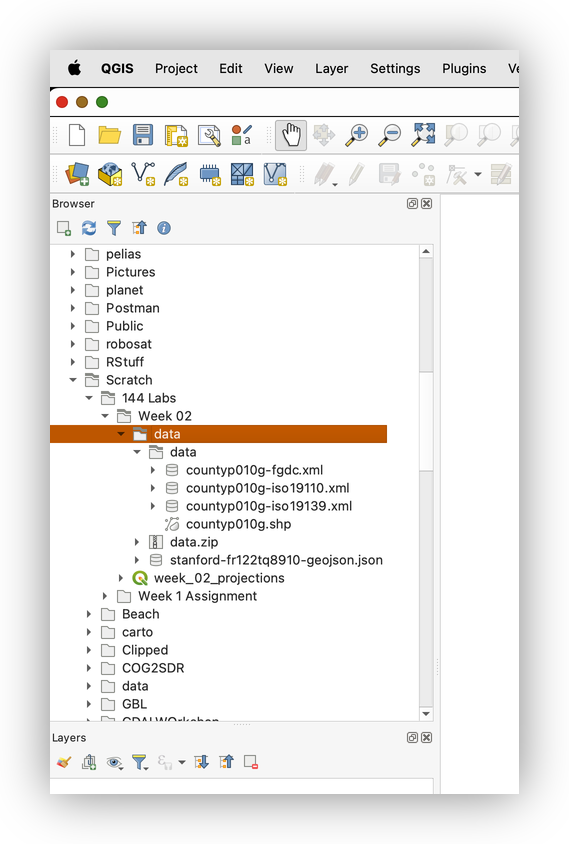 QGIS Project Edit View Layer Settings Plugins Ve
a
Browser
pelias
Pictures
planet
Postman
Public
robosat
RStuff
Scratch
144 Labs
Week 02
data
data
countyp010g-fgdc.xml
countyp010g-iso19110.xml
countyp010g-iso19139.xml
countyp010g.shp
data.zip
stanford-fr122tq8910-geojson.json
week_02_projections
Week 1 Assignment
Beach
carto
Clipped
COG2SDR
data
GBL
GDALWOrkshop
Layers